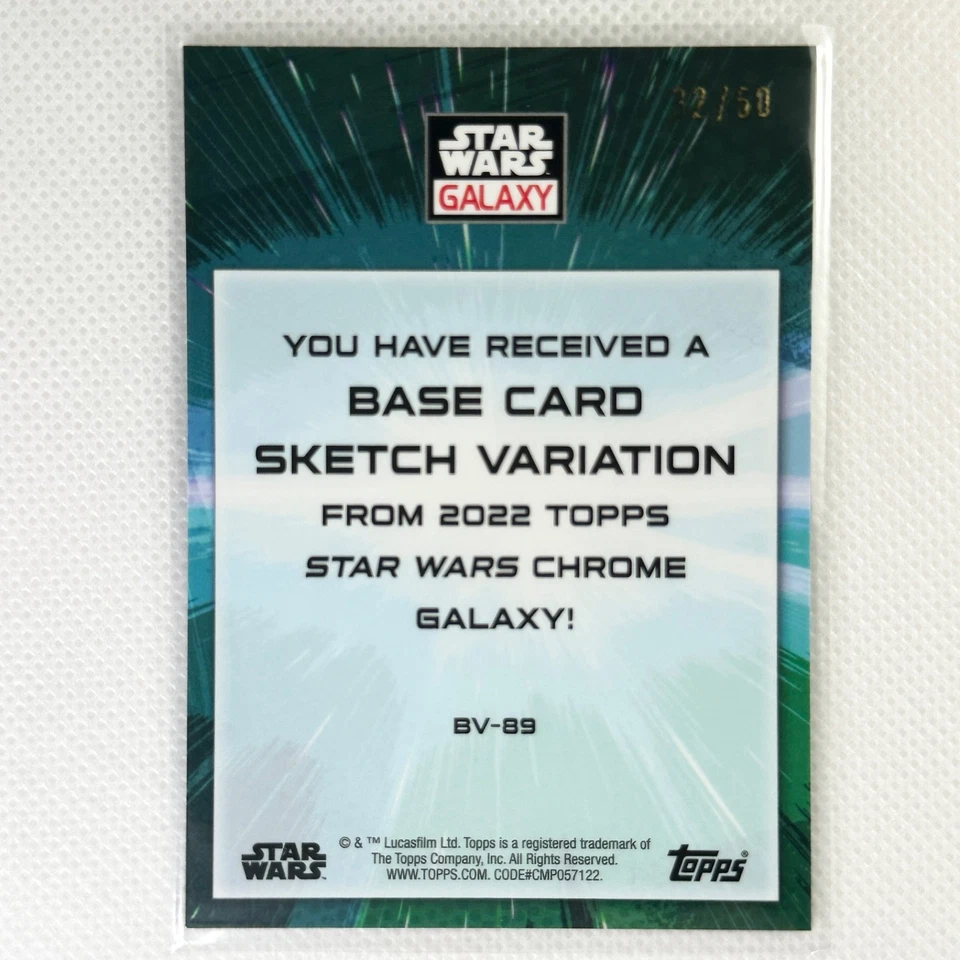 /50
STAR
WARS
GALAXY
YOU HAVE RECEIVED A
BASE CARD
SKETCH VARIATION
FROM 2022 TOPPS
STAR WARS CHROME
GALAXY!
BV-89
STAR
WARS
© & ™ Lucasfilm Ltd. Topps is a registered trademark of
The Topps Company, Inc. All Rights Reserved.
WWW.TOPPS.COM. CODE#CMP057122.
Topps®